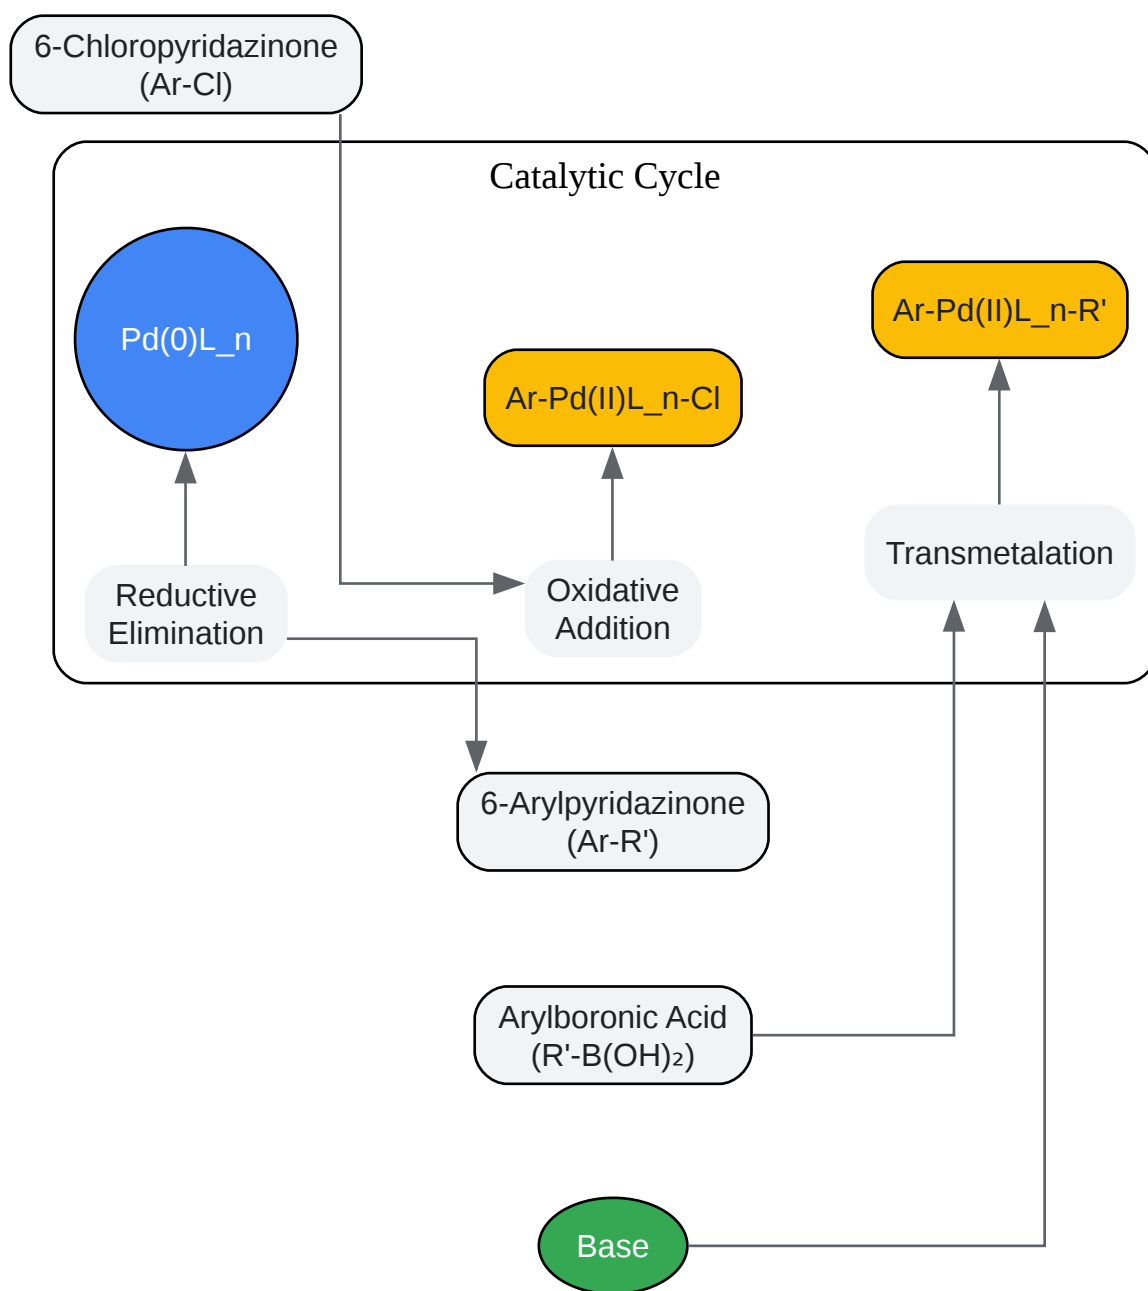 6-Chloropyridazinone
(Ar-Cl)
Catalytic Cycle
Pd(0)L_n
Ar-Pd(II)L_n-Cl
Ar-Pd(II)L_n-R'
Reductive
Elimination
Oxidative
Addition
Transmetalation
6-Arylpyridazinone
(Ar-R')
Arylboronic Acid
(R'-B(OH)₂)
Base